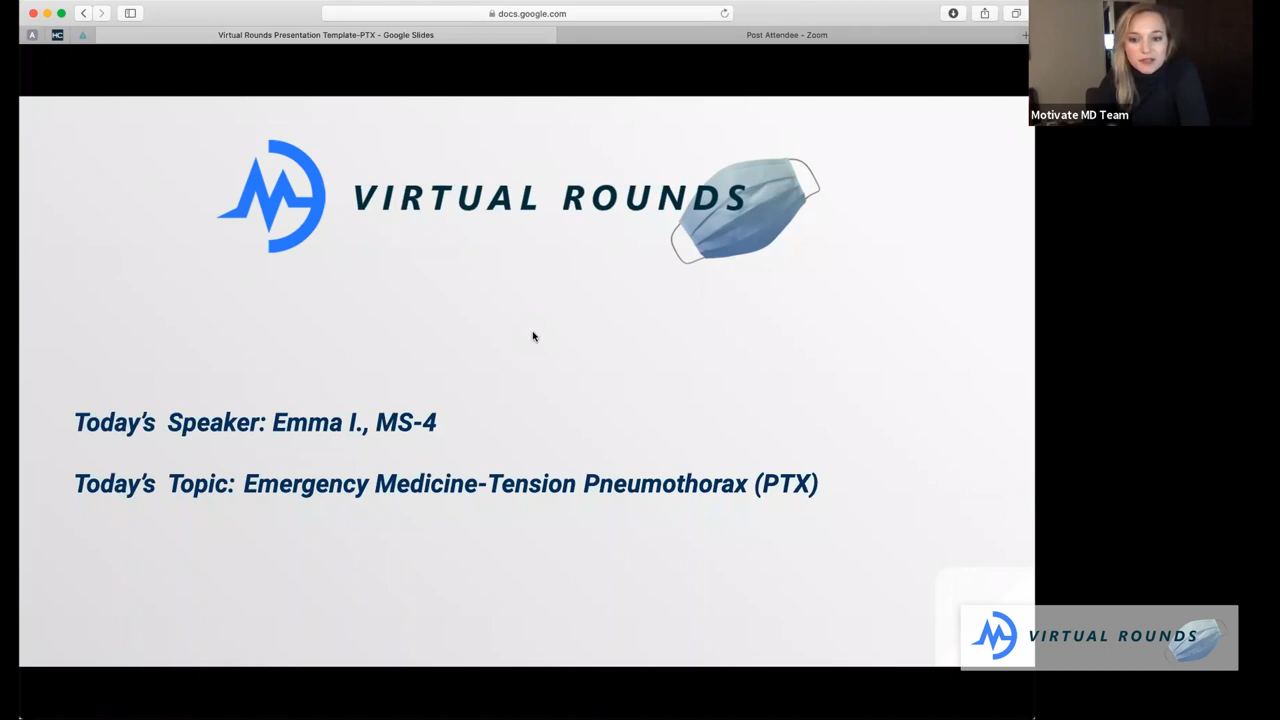 docs.google.com
Virtual Rounds Presentation Template-PTX - Google Slides
Post Attendee - Zoom
A
HC
Motivate MD Team
VIRTUAL ROUNDS
Today's Speaker: Emma I., MS-4
Today's Topic: Emergency Medicine-Tension Pneumothorax (PTX)
VIRTUAL ROUNDS